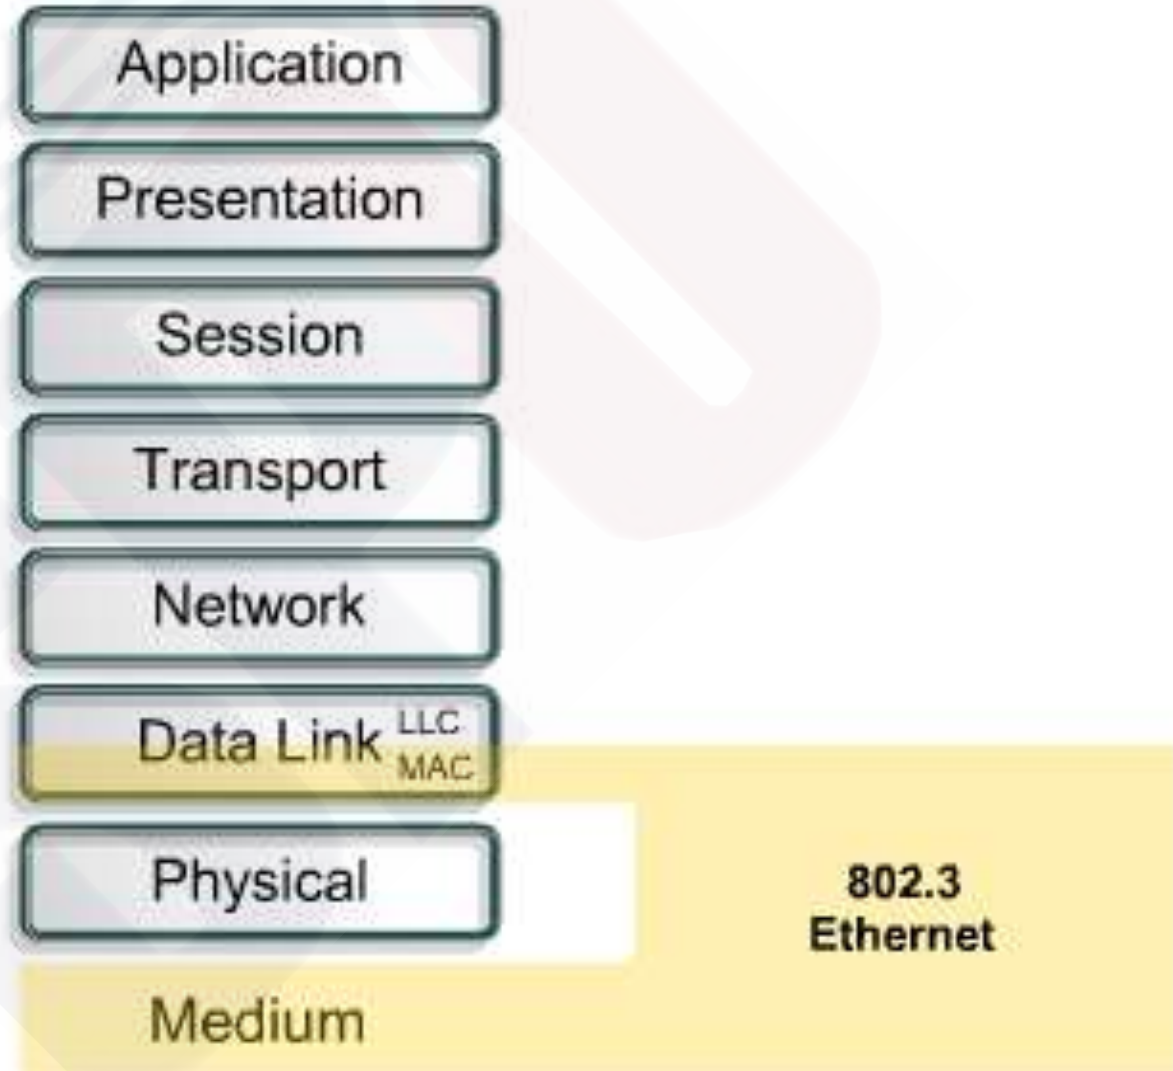 Application
Presentation
Session
Transport
Network
Data Link LLC
MAC
Physical
802.3
Ethernet
Medium